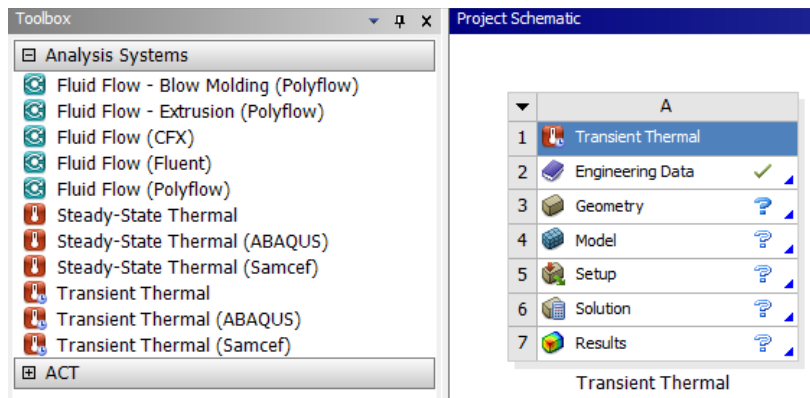 Toolbox
Analysis Systems
Fluid Flow - Blow Molding (Polyflow)
Fluid Flow - Extrusion (Polyflow)
Fluid Flow (CFX)
Fluid Flow (Fluent)
Fluid Flow (Polyflow)
Steady-State Thermal
Steady-State Thermal (ABAQUS)
Steady-State Thermal (Samcef)
Transient Thermal
Transient Thermal (ABAQUS)
Transient Thermal (Samcef)
ACT
Project Schematic
A
1 Transient Thermal
2 Engineering Data
3 Geometry ?
4 Model ?
5 Setup ?
6 Solution ?
7 Results ?
Transient Thermal